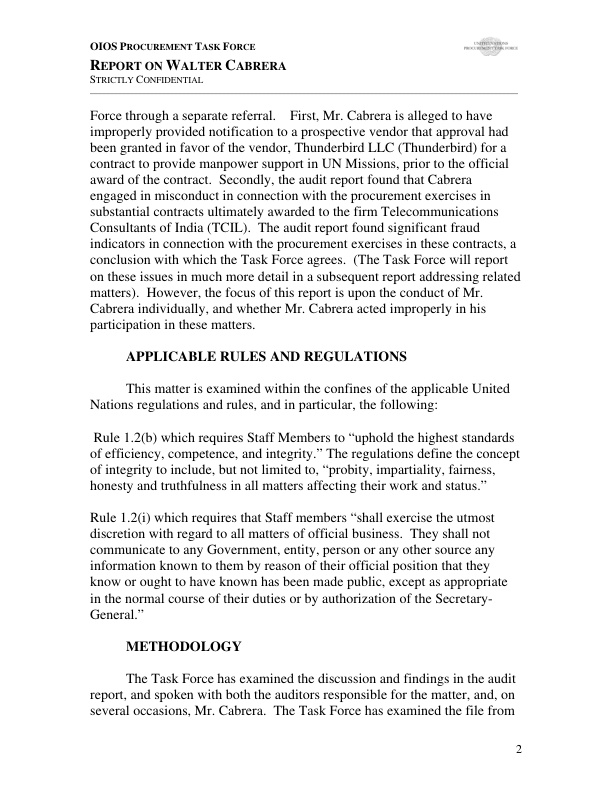 OIOS PROCUREMENT TASK FORCE
REPORT ON WALTER CABRERA
STRICTLY CONFIDENTIAL
UNITED NATIONS
PROCUREMENT TASK FORCE
Force through a separate referral.    First, Mr. Cabrera is alleged to have
improperly provided notification to a prospective vendor that approval had
been granted in favor of the vendor, Thunderbird LLC (Thunderbird) for a
contract to provide manpower support in UN Missions, prior to the official
award of the contract.  Secondly, the audit report found that Cabrera
engaged in misconduct in connection with the procurement exercises in
substantial contracts ultimately awarded to the firm Telecommunications
Consultants of India (TCIL).  The audit report found significant fraud
indicators in connection with the procurement exercises in these contracts, a
conclusion with which the Task Force agrees.  (The Task Force will report
on these issues in much more detail in a subsequent report addressing related
matters).  However, the focus of this report is upon the conduct of Mr.
Cabrera individually, and whether Mr. Cabrera acted improperly in his
participation in these matters.
APPLICABLE RULES AND REGULATIONS
This matter is examined within the confines of the applicable United
Nations regulations and rules, and in particular, the following:
Rule 1.2(b) which requires Staff Members to “uphold the highest standards
of efficiency, competence, and integrity.” The regulations define the concept
of integrity to include, but not limited to, “probity, impartiality, fairness,
honesty and truthfulness in all matters affecting their work and status.”
Rule 1.2(i) which requires that Staff members “shall exercise the utmost
discretion with regard to all matters of official business.  They shall not
communicate to any Government, entity, person or any other source any
information known to them by reason of their official position that they
know or ought to have known has been made public, except as appropriate
in the normal course of their duties or by authorization of the Secretary-
General.”
METHODOLOGY
The Task Force has examined the discussion and findings in the audit
report, and spoken with both the auditors responsible for the matter, and, on
several occasions, Mr. Cabrera.  The Task Force has examined the file from
2